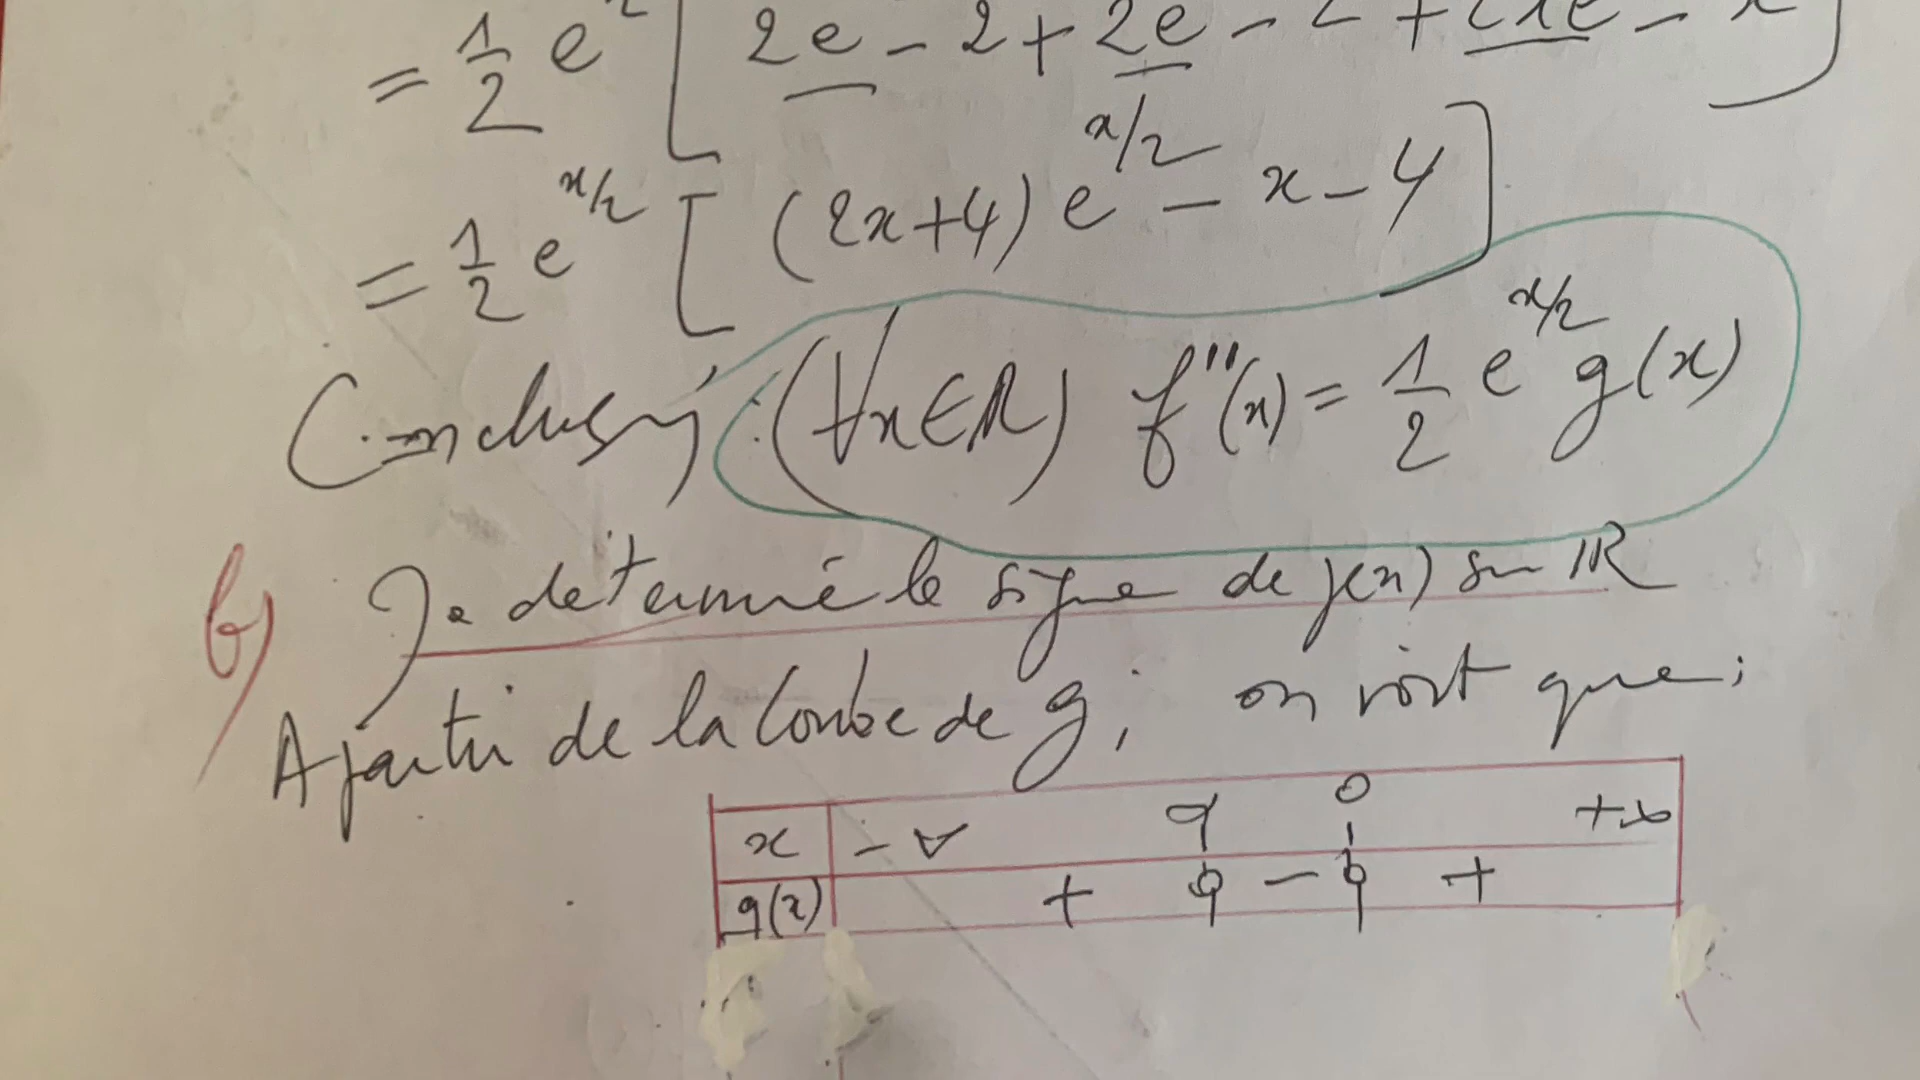 = 1/2 e [ 2e - 2 + 2e - 2 + 2xe - x ]
= 1/2 e^(x/2) [ (2x+4) e^(x/2) - x - 4 ]
Conclusion : (∀x∈ℝ) f''(x) = 1/2 e^(x/2) g(x)
b) Je détermine le signe de g(x) sur ℝ
A partir de la courbe de g, on voit que ;
x -∞ α 0 +∞
g(x) + 0 - 0 +